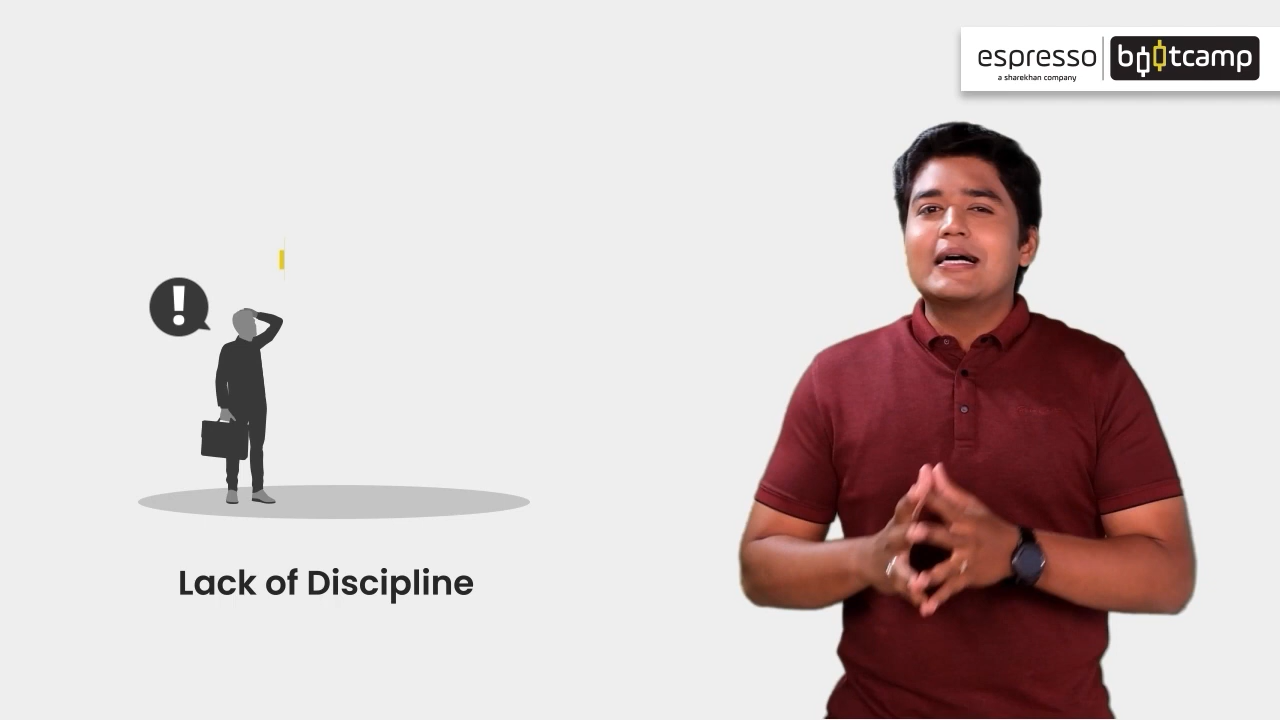 espresso
a sharekhan company
bootcamp
!
Lack of Discipline